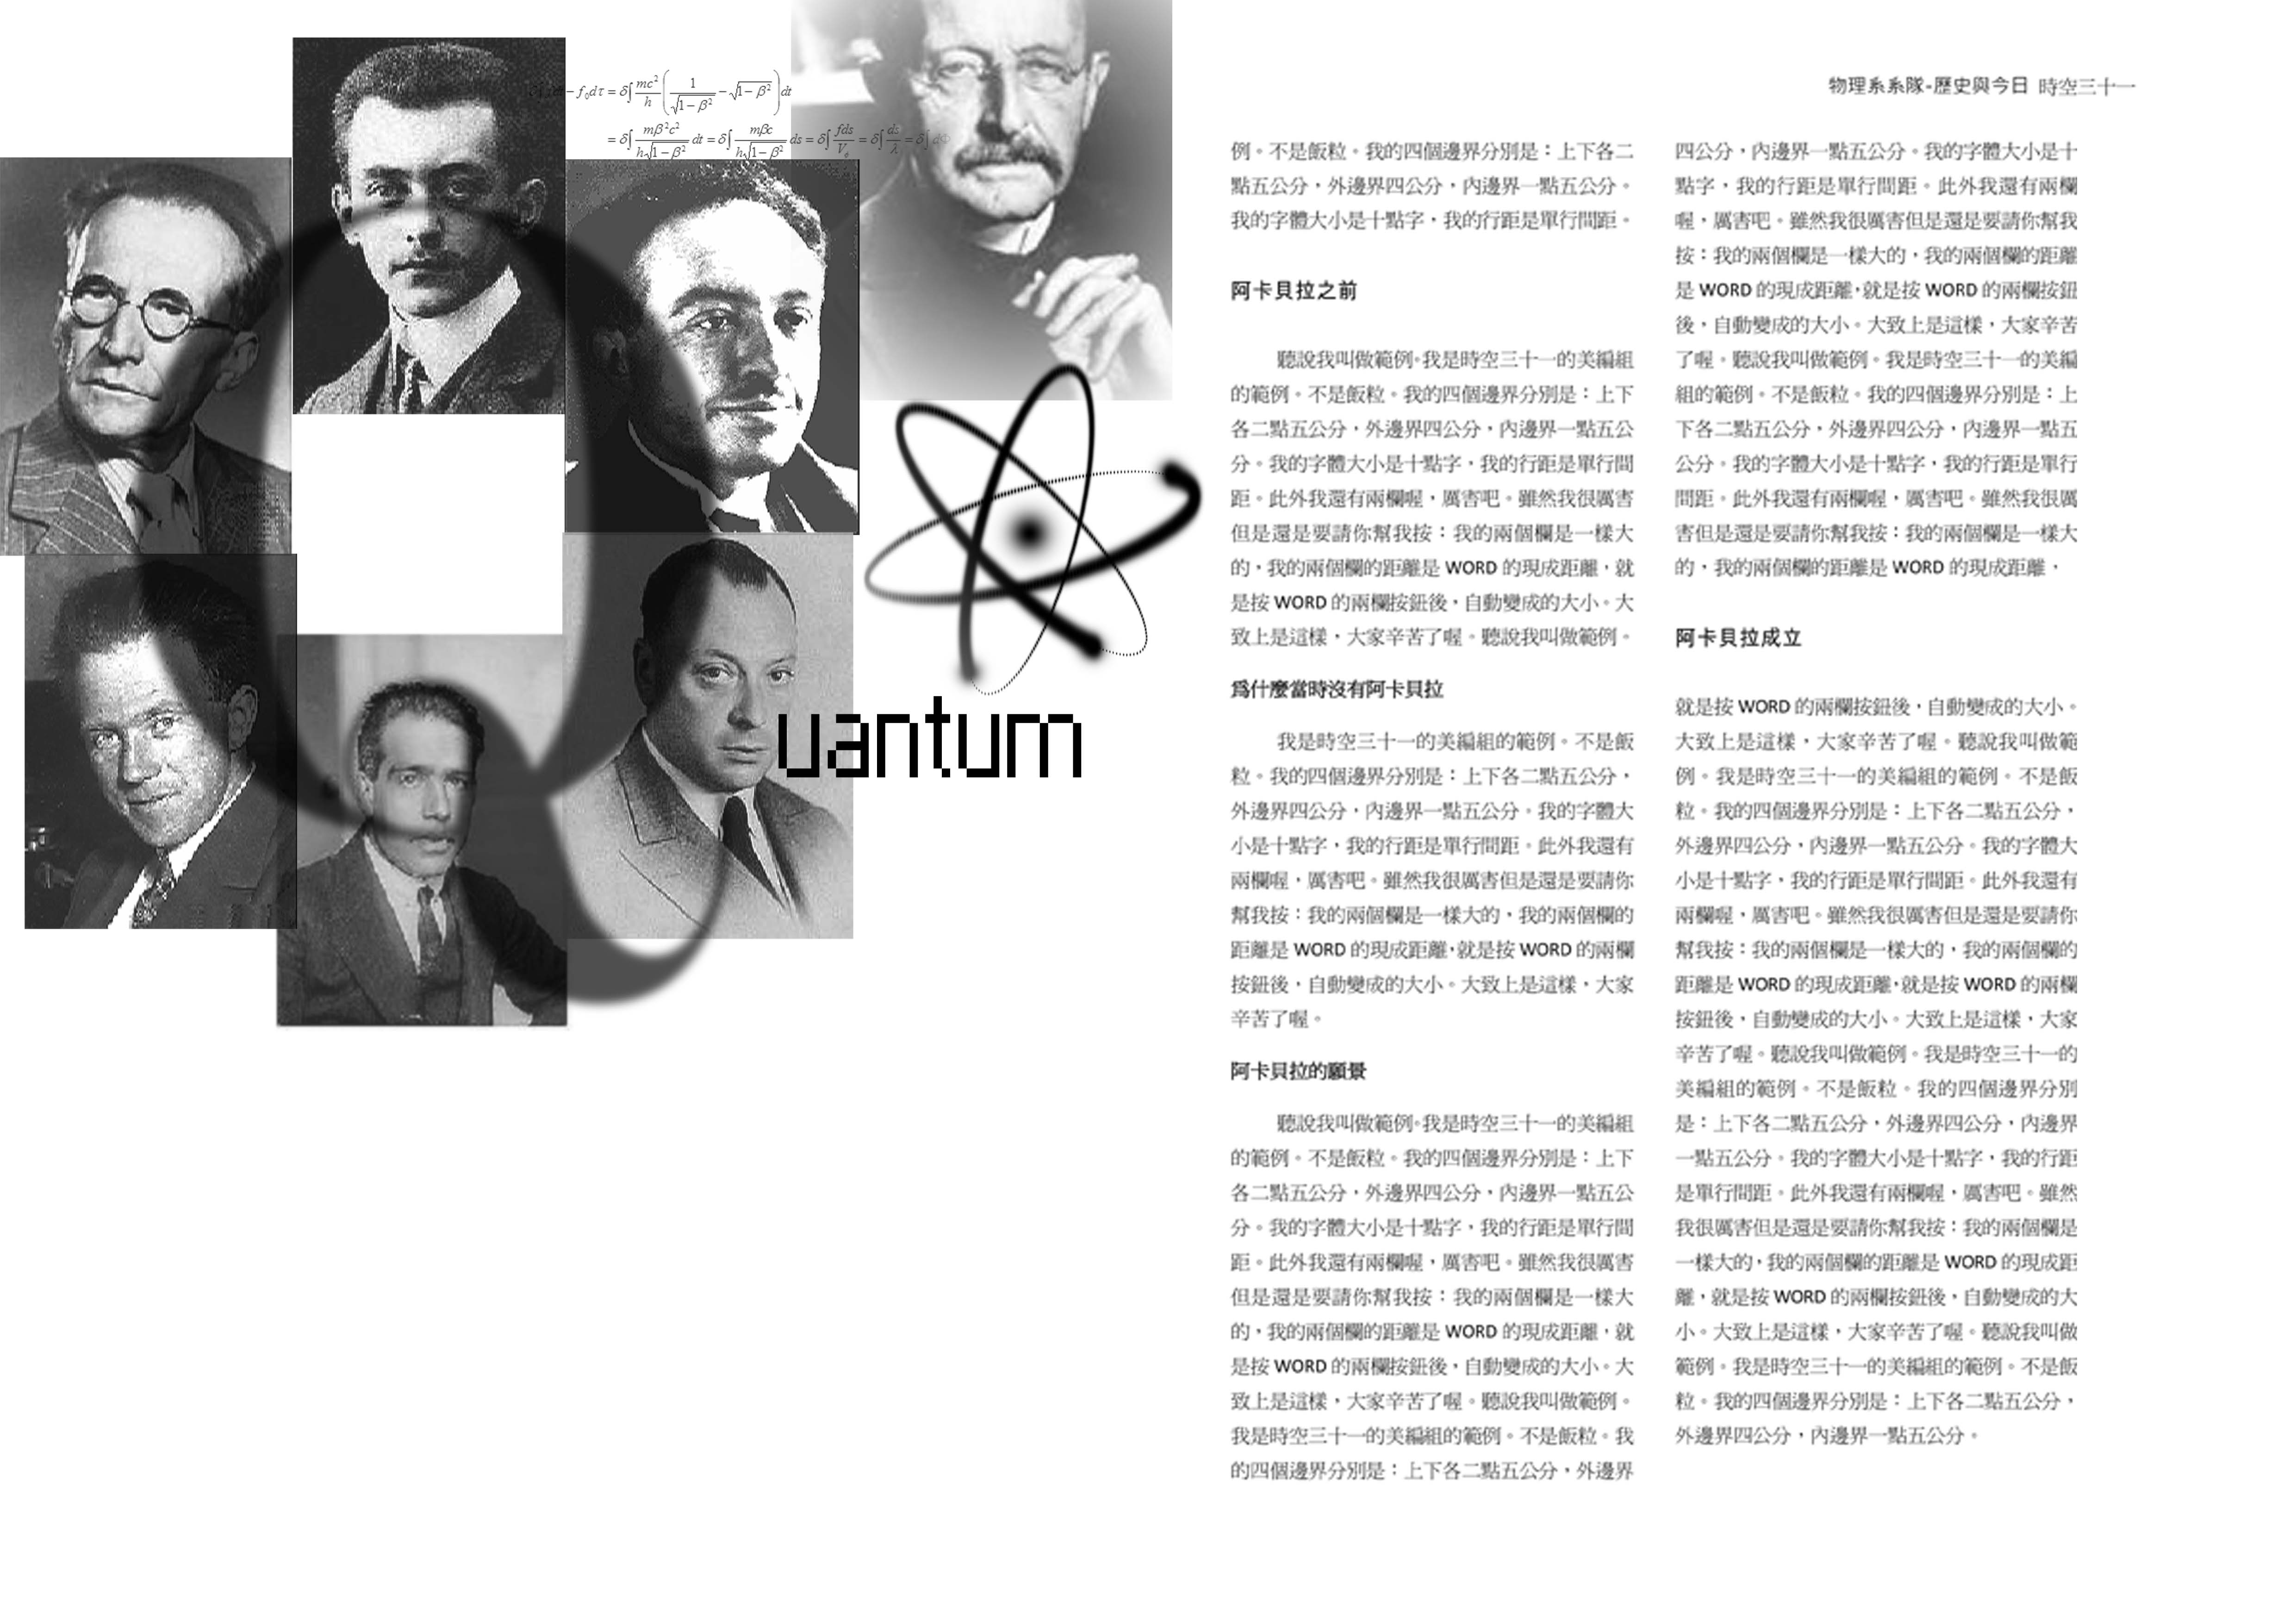 − f₀dτ = δ∫ mc²/h (1/√(1−β²) − √(1−β²)) dt
= δ∫ mβ²c²/h√(1−β²) dt = δ∫ mβc/h√(1−β²) ds = δ∫ fds/Vφ = δ∫ ds/λ = δ∫ dΦ
Quantum
物理系系隊-歷史與今日 時空三十一
例。不是飯粒。我的四個邊界分別是：上下各二
點五公分，外邊界四公分，內邊界一點五公分。
我的字體大小是十點字，我的行距是單行間距。
阿卡貝拉之前
聽說我叫做範例。我是時空三十一的美編組
的範例。不是飯粒。我的四個邊界分別是：上下
各二點五公分，外邊界四公分，內邊界一點五公
分。我的字體大小是十點字，我的行距是單行間
距。此外我還有兩欄喔，厲害吧。雖然我很厲害
但是還是要請你幫我按：我的兩個欄是一樣大
的，我的兩個欄的距離是 WORD 的現成距離，就
是按 WORD 的兩欄按鈕後，自動變成的大小。大
致上是這樣，大家辛苦了喔。聽說我叫做範例。
爲什麼當時沒有阿卡貝拉
我是時空三十一的美編組的範例。不是飯
粒。我的四個邊界分別是：上下各二點五公分，
外邊界四公分，內邊界一點五公分。我的字體大
小是十點字，我的行距是單行間距。此外我還有
兩欄喔，厲害吧。雖然我很厲害但是還是要請你
幫我按：我的兩個欄是一樣大的，我的兩個欄的
距離是 WORD 的現成距離，就是按 WORD 的兩欄
按鈕後，自動變成的大小。大致上是這樣，大家
辛苦了喔。
阿卡貝拉的願景
聽說我叫做範例。我是時空三十一的美編組
的範例。不是飯粒。我的四個邊界分別是：上下
各二點五公分，外邊界四公分，內邊界一點五公
分。我的字體大小是十點字，我的行距是單行間
距。此外我還有兩欄喔，厲害吧。雖然我很厲害
但是還是要請你幫我按：我的兩個欄是一樣大
的，我的兩個欄的距離是 WORD 的現成距離，就
是按 WORD 的兩欄按鈕後，自動變成的大小。大
致上是這樣，大家辛苦了喔。聽說我叫做範例。
我是時空三十一的美編組的範例。不是飯粒。我
的四個邊界分別是：上下各二點五公分，外邊界
四公分，內邊界一點五公分。我的字體大小是十
點字，我的行距是單行間距。此外我還有兩欄
喔，厲害吧。雖然我很厲害但是還是要請你幫我
按：我的兩個欄是一樣大的，我的兩個欄的距離
是 WORD 的現成距離，就是按 WORD 的兩欄按鈕
後，自動變成的大小。大致上是這樣，大家辛苦
了喔。聽說我叫做範例。我是時空三十一的美編
組的範例。不是飯粒。我的四個邊界分別是：上
下各二點五公分，外邊界四公分，內邊界一點五
公分。我的字體大小是十點字，我的行距是單行
間距。此外我還有兩欄喔，厲害吧。雖然我很厲
害但是還是要請你幫我按：我的兩個欄是一樣大
的，我的兩個欄的距離是 WORD 的現成距離，
阿卡貝拉成立
就是按 WORD 的兩欄按鈕後，自動變成的大小。
大致上是這樣，大家辛苦了喔。聽說我叫做範
例。我是時空三十一的美編組的範例。不是飯
粒。我的四個邊界分別是：上下各二點五公分，
外邊界四公分，內邊界一點五公分。我的字體大
小是十點字，我的行距是單行間距。此外我還有
兩欄喔，厲害吧。雖然我很厲害但是還是要請你
幫我按：我的兩個欄是一樣大的，我的兩個欄的
距離是 WORD 的現成距離，就是按 WORD 的兩欄
按鈕後，自動變成的大小。大致上是這樣，大家
辛苦了喔。聽說我叫做範例。我是時空三十一的
美編組的範例。不是飯粒。我的四個邊界分別
是：上下各二點五公分，外邊界四公分，內邊界
一點五公分。我的字體大小是十點字，我的行距
是單行間距。此外我還有兩欄喔，厲害吧。雖然
我很厲害但是還是要請你幫我按：我的兩個欄是
一樣大的，我的兩個欄的距離是 WORD 的現成距
離，就是按 WORD 的兩欄按鈕後，自動變成的大
小。大致上是這樣，大家辛苦了喔。聽說我叫做
範例。我是時空三十一的美編組的範例。不是飯
粒。我的四個邊界分別是：上下各二點五公分，
外邊界四公分，內邊界一點五公分。